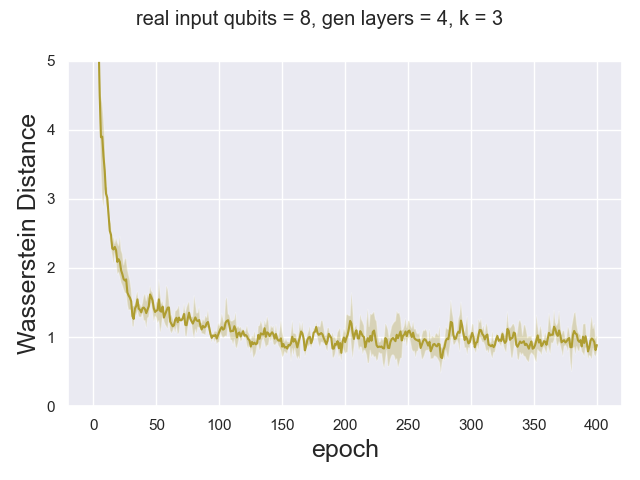 real input qubits = 8, gen layers = 4, k = 3
5
4
3
2
1
0
Wasserstein Distance
0 50 100 150 200 250 300 350 400
epoch